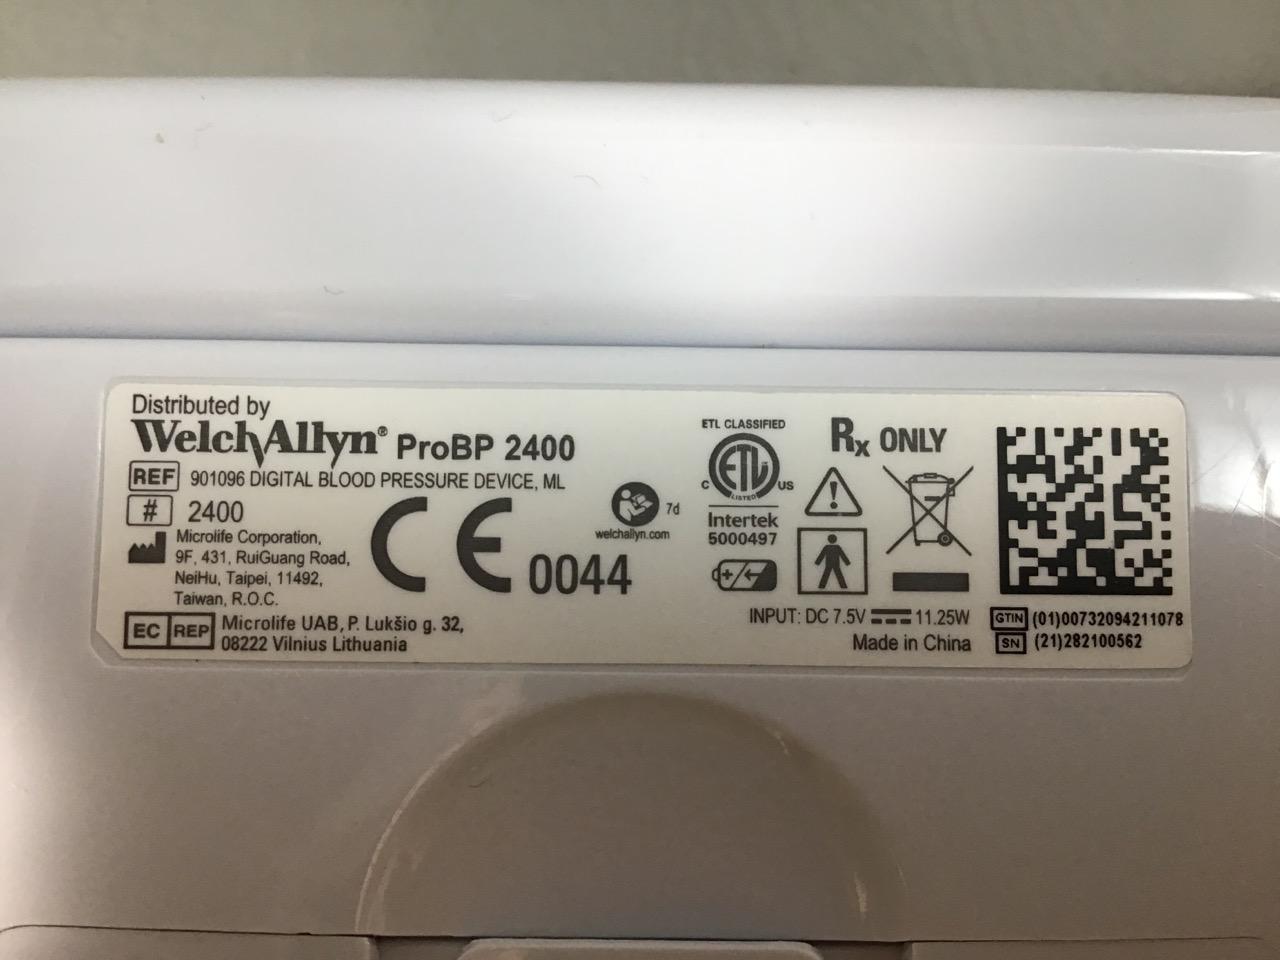 Distributed by
WelchAllyn® ProBP 2400
REF 901096 DIGITAL BLOOD PRESSURE DEVICE, ML
# 2400
Microlife Corporation,
9F, 431, RuiGuang Road,
NeiHu, Taipei, 11492,
Taiwan, R.O.C.
EC REP Microlife UAB, P. Lukšio g. 32,
08222 Vilnius Lithuania
CE 0044
7d
welchallyn.com
ETL CLASSIFIED
C ETL US
LISTED
Intertek
5000497
Rx ONLY
INPUT: DC 7.5V 11.25W
Made in China
GTIN (01)00732094211078
SN (21)282100562